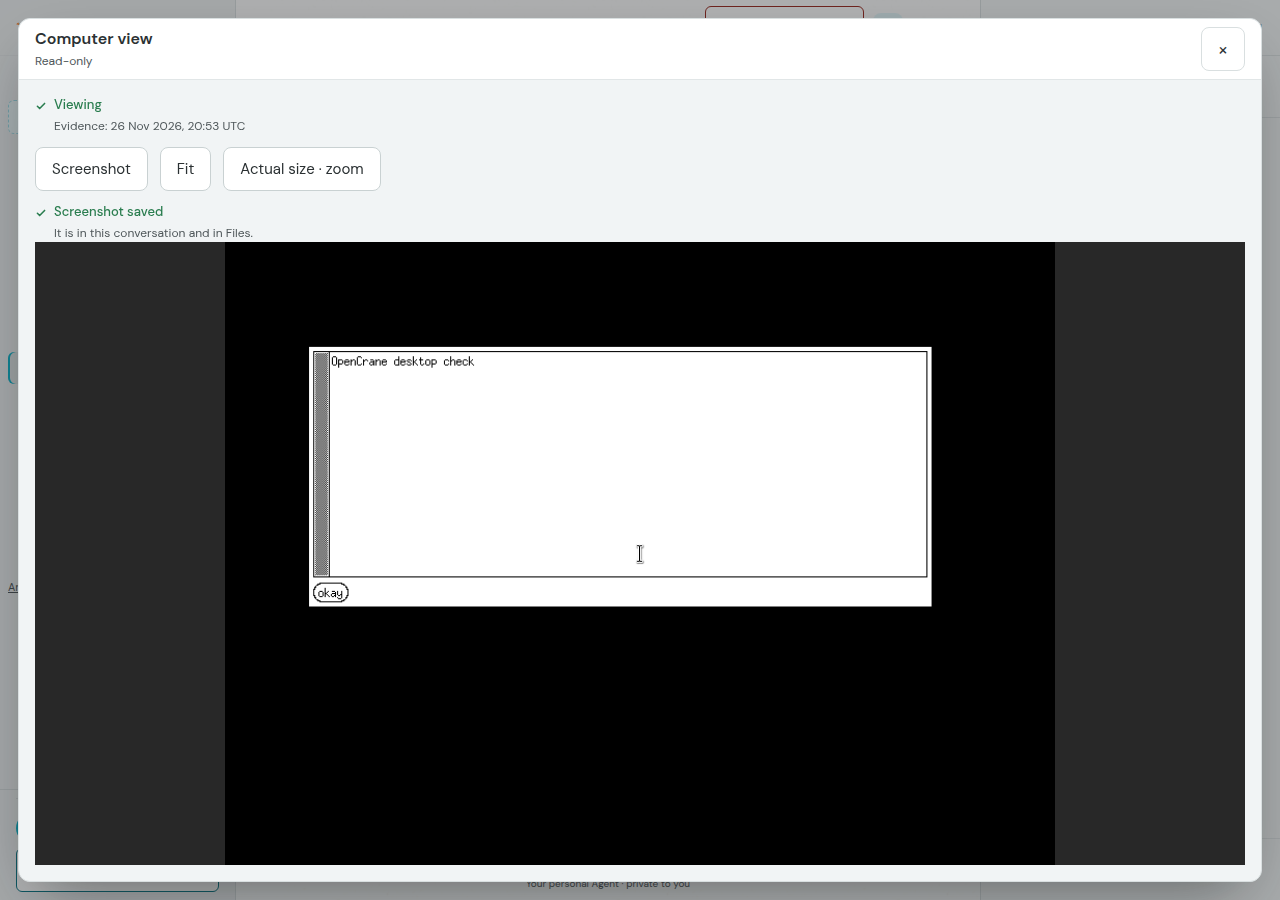 Computer view
Read-only
×
Viewing
Evidence: 26 Nov 2026, 20:53 UTC
Screenshot
Fit
Actual size · zoom
Screenshot saved
It is in this conversation and in Files.
OpenCrane desktop check
okay
Your personal Agent · private to you